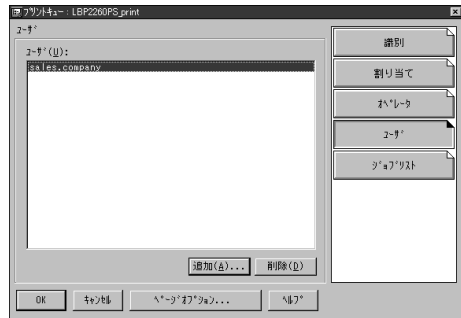 プリントキュー：LBP2260PS_print
ユーザ
ユーザ(U):
sales.company
追加(A)...
削除(D)
OK
キャンセル
ページオプション...
ヘルプ
識別
割り当て
オペレータ
ユーザ
ジョブリスト